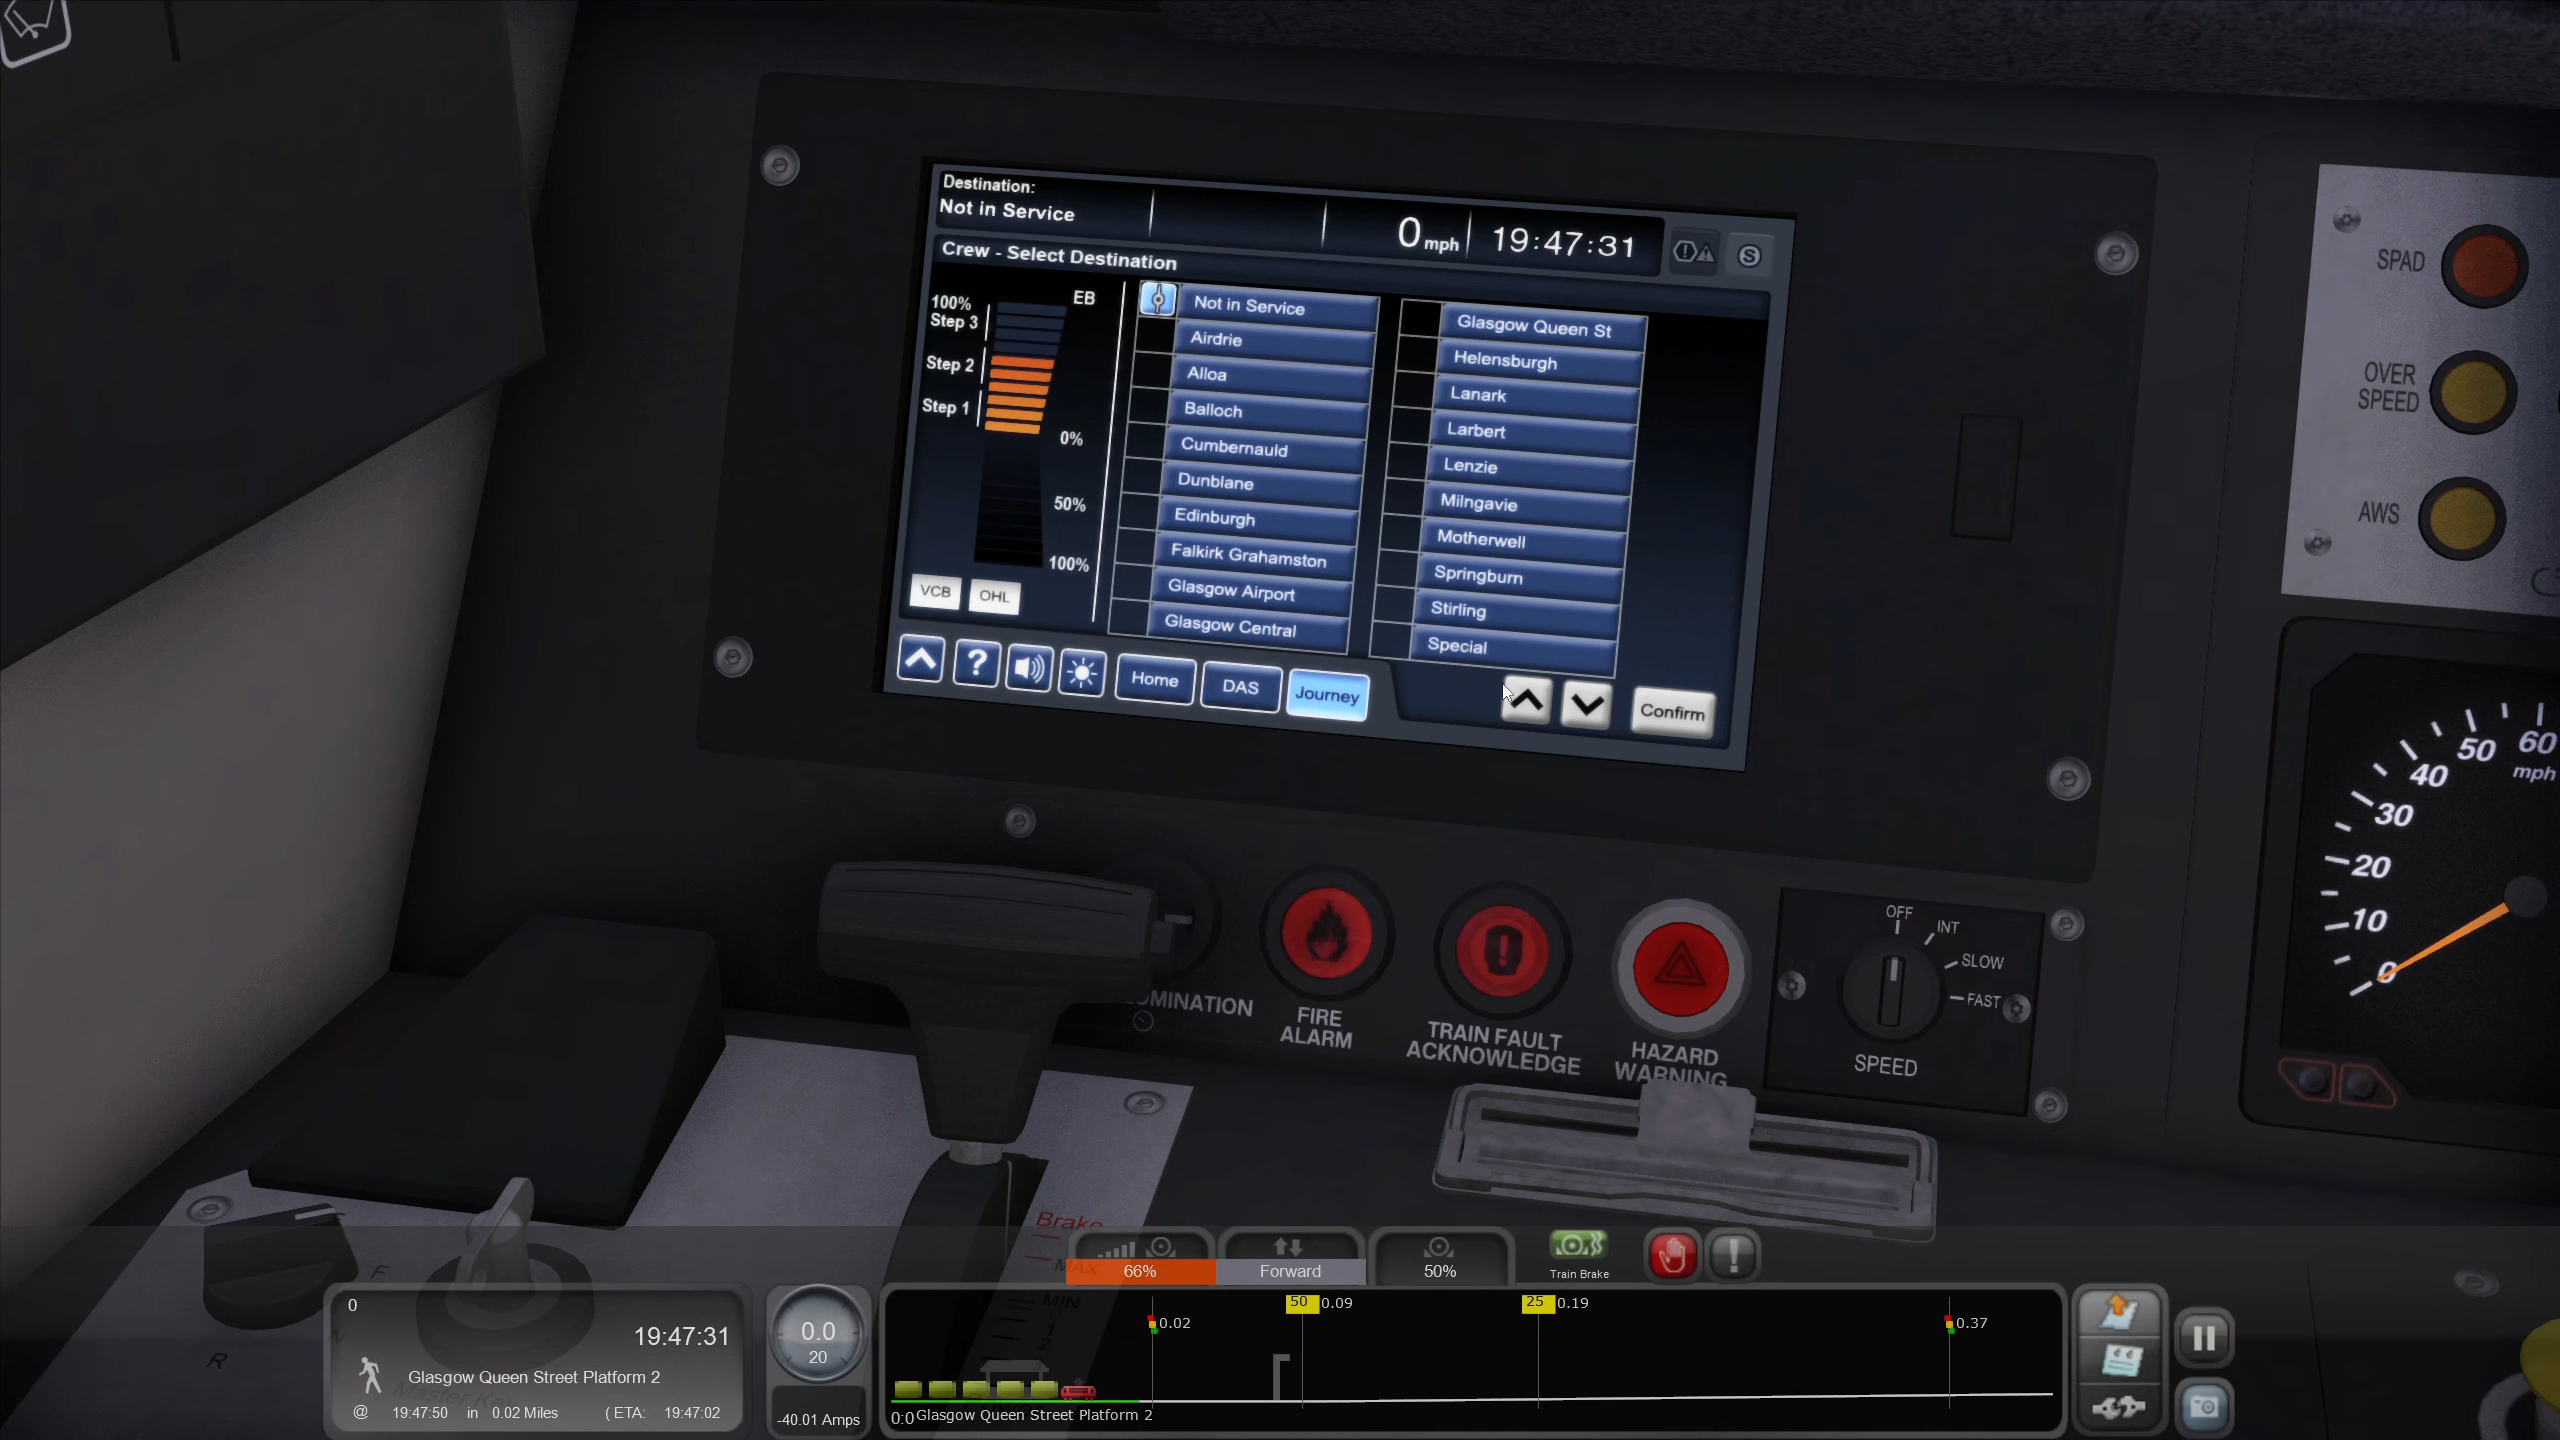 Destination:
Not in Service
0 mph
19:47:31
S
Crew - Select Destination
100%
EB
Step 3
Step 2
Step 1
0%
50%
100%
VCB
OHL
Not in Service
Airdrie
Alloa
Balloch
Cumbernauld
Dunblane
Edinburgh
Falkirk Grahamston
Glasgow Airport
Glasgow Central
Glasgow Queen St
Helensburgh
Lanark
Larbert
Lenzie
Milngavie
Motherwell
Springburn
Stirling
Special
?
Home
DAS
Journey
Confirm
SPAD
OVER
SPEED
AWS
60
50
mph
40
30
20
10
0
FIRE
ALARM
TRAIN FAULT
ACKNOWLEDGE
HAZARD
WARNING
OFF
INT
SLOW
FAST
SPEED
Brake
MAX
MIN
1
2
F
R
66%
Forward
50%
Train Brake
0
19:47:31
Glasgow Queen Street Platform 2
@ 19:47:50 in 0.02 Miles ( ETA: 19:47:02
0.0
20
-40.01 Amps
0.02
50 0.09
25 0.19
0.37
0:0 Glasgow Queen Street Platform 2